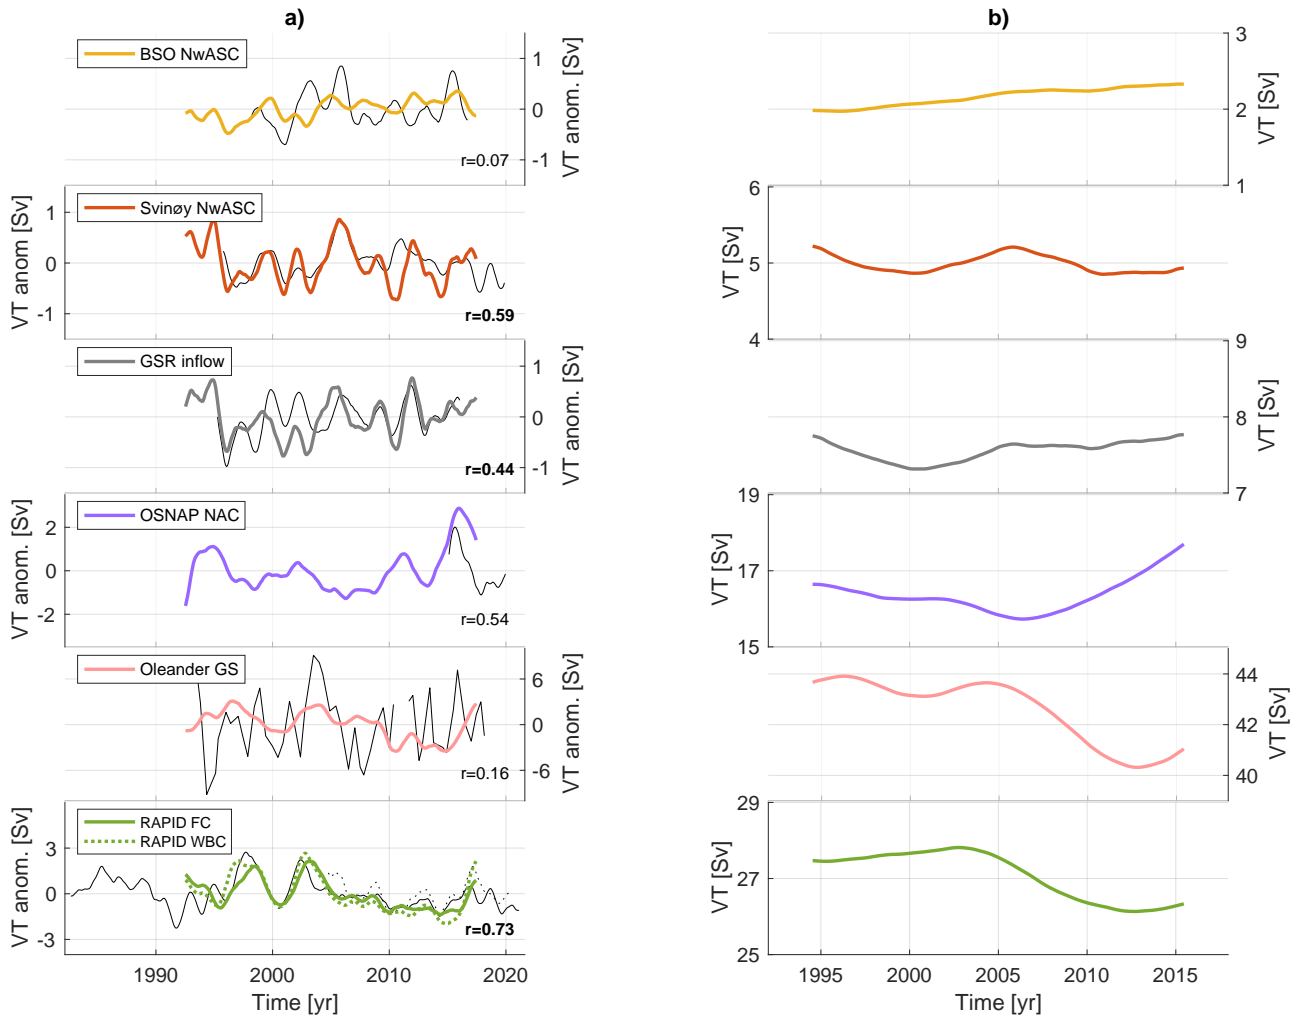 a)
BSO NwASC
1
0
-1
VT anom. [Sv]
r=0.07
Svinøy NwASC
1
0
-1
VT anom [Sv]
r=0.59
GSR inflow
1
0
-1
VT anom. [Sv]
r=0.44
OSNAP NAC
2
0
-2
VT anom. [Sv]
r=0.54
Oleander GS
6
0
-6
VT anom. [Sv]
r=0.16
RAPID FC
RAPID WBC
3
0
-3
VT anom. [Sv]
r=0.73
1990 2000 2010 2020
Time [yr]
b)
3
2
1
VT [Sv]
6
5
4
VT [Sv]
9
8
7
VT [Sv]
19
17
15
VT [Sv]
44
42
40
VT [Sv]
29
27
25
VT [Sv]
1995 2000 2005 2010 2015
Time [yr]